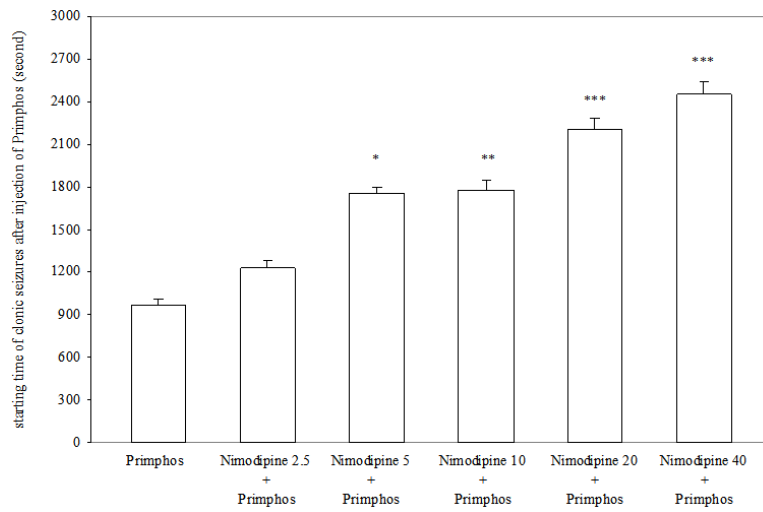 starting time of clonic seizures after injection of Primphos (second)
3000
2700
2400
2100
1800
1500
1200
900
600
300
0
*
**
***
***
Primphos
Nimodipine 2.5
+
Primphos
Nimodipine 5
+
Primphos
Nimodipine 10
+
Primphos
Nimodipine 20
+
Primphos
Nimodipine 40
+
Primphos